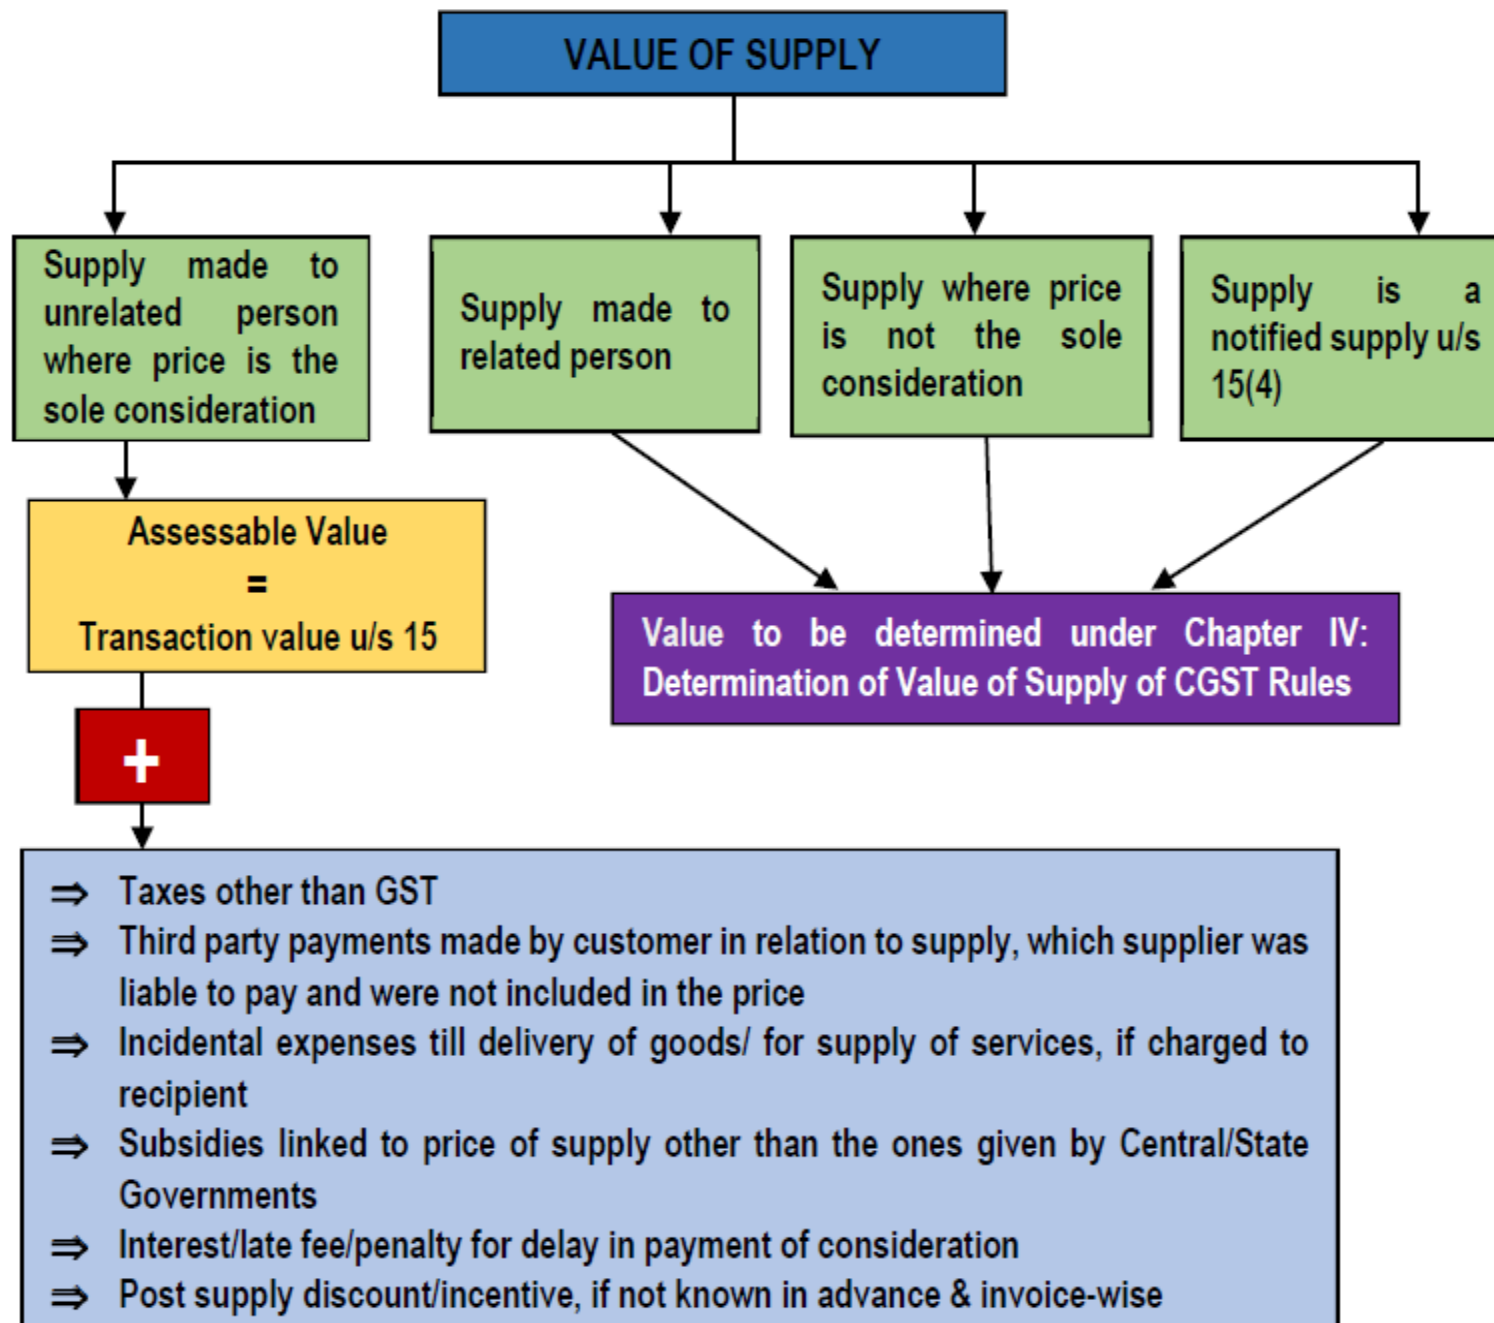 VALUE OF SUPPLY
Supply made to
unrelated person
where price is the
sole consideration
Supply made to
related person
Supply where price
is not the sole
consideration
Supply is a
notified supply u/s
15(4)
Assessable Value
=
Transaction value u/s 15
Value to be determined under Chapter IV:
Determination of Value of Supply of CGST Rules
+
⇒ Taxes other than GST
⇒ Third party payments made by customer in relation to supply, which supplier was
liable to pay and were not included in the price
⇒ Incidental expenses till delivery of goods/ for supply of services, if charged to
recipient
⇒ Subsidies linked to price of supply other than the ones given by Central/State
Governments
⇒ Interest/late fee/penalty for delay in payment of consideration
⇒ Post supply discount/incentive, if not known in advance & invoice-wise